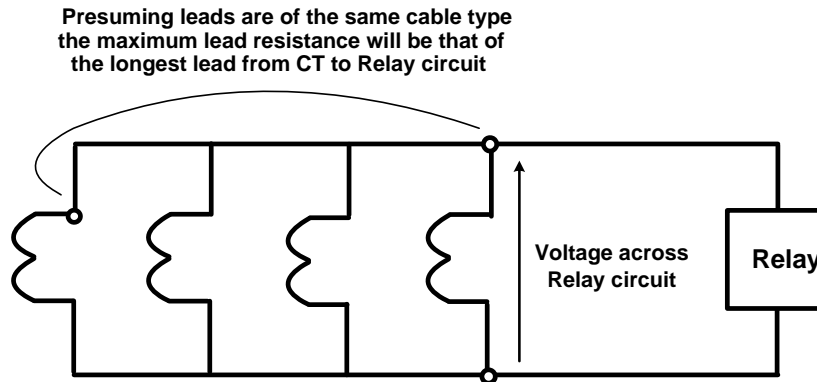 Presuming leads are of the same cable type
the maximum lead resistance will be that of
the longest lead from CT to Relay circuit
Voltage across
Relay circuit
Relay